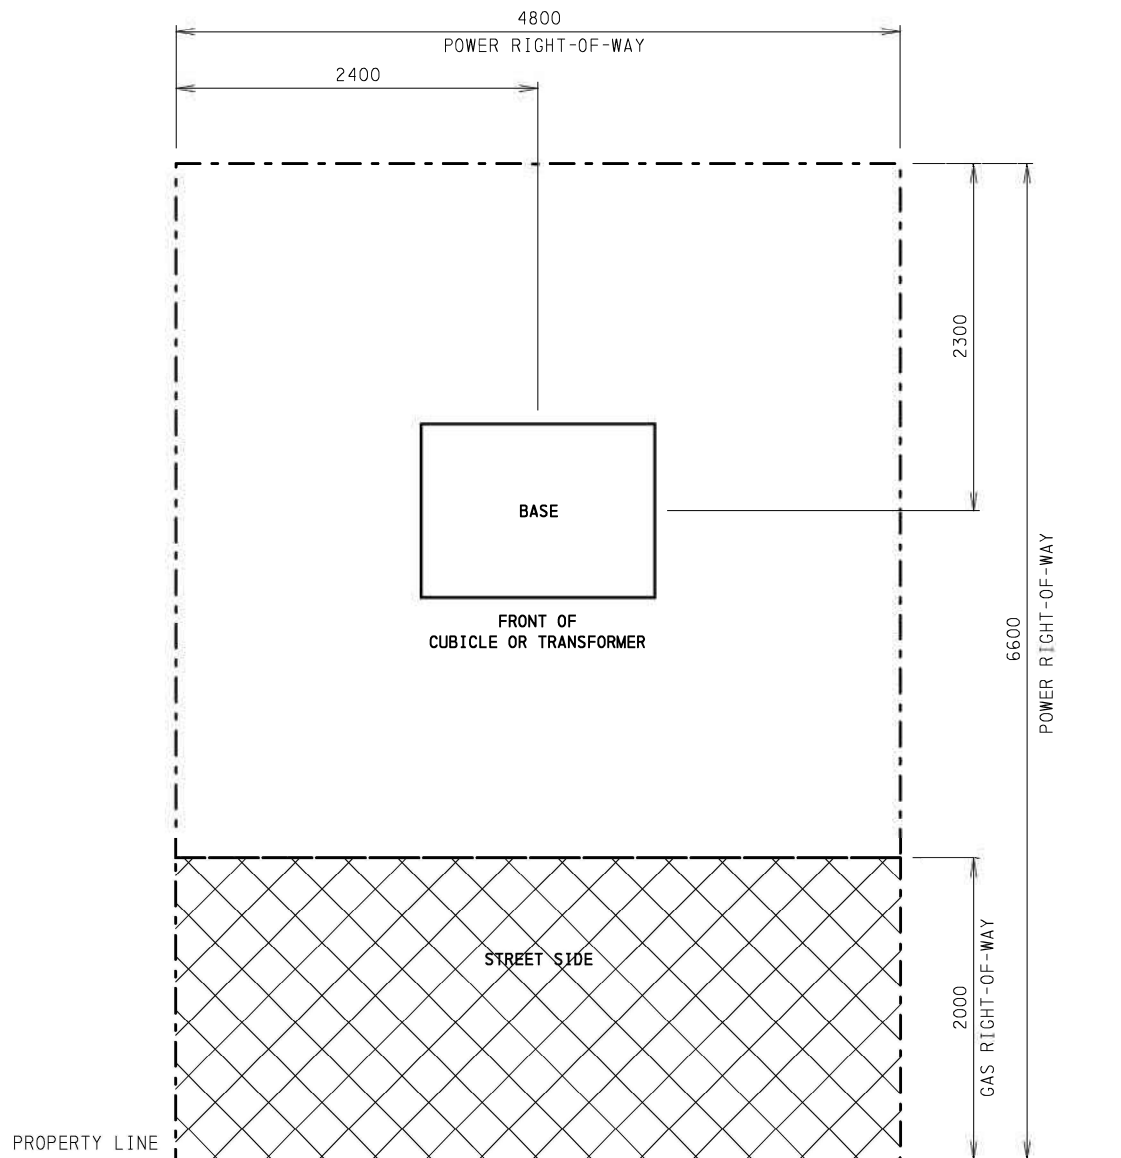 4800
POWER RIGHT-OF-WAY
2400
2300
BASE
FRONT OF
CUBICLE OR TRANSFORMER
6600
POWER RIGHT-OF-WAY
STREET SIDE
2000
GAS RIGHT-OF-WAY
PROPERTY LINE